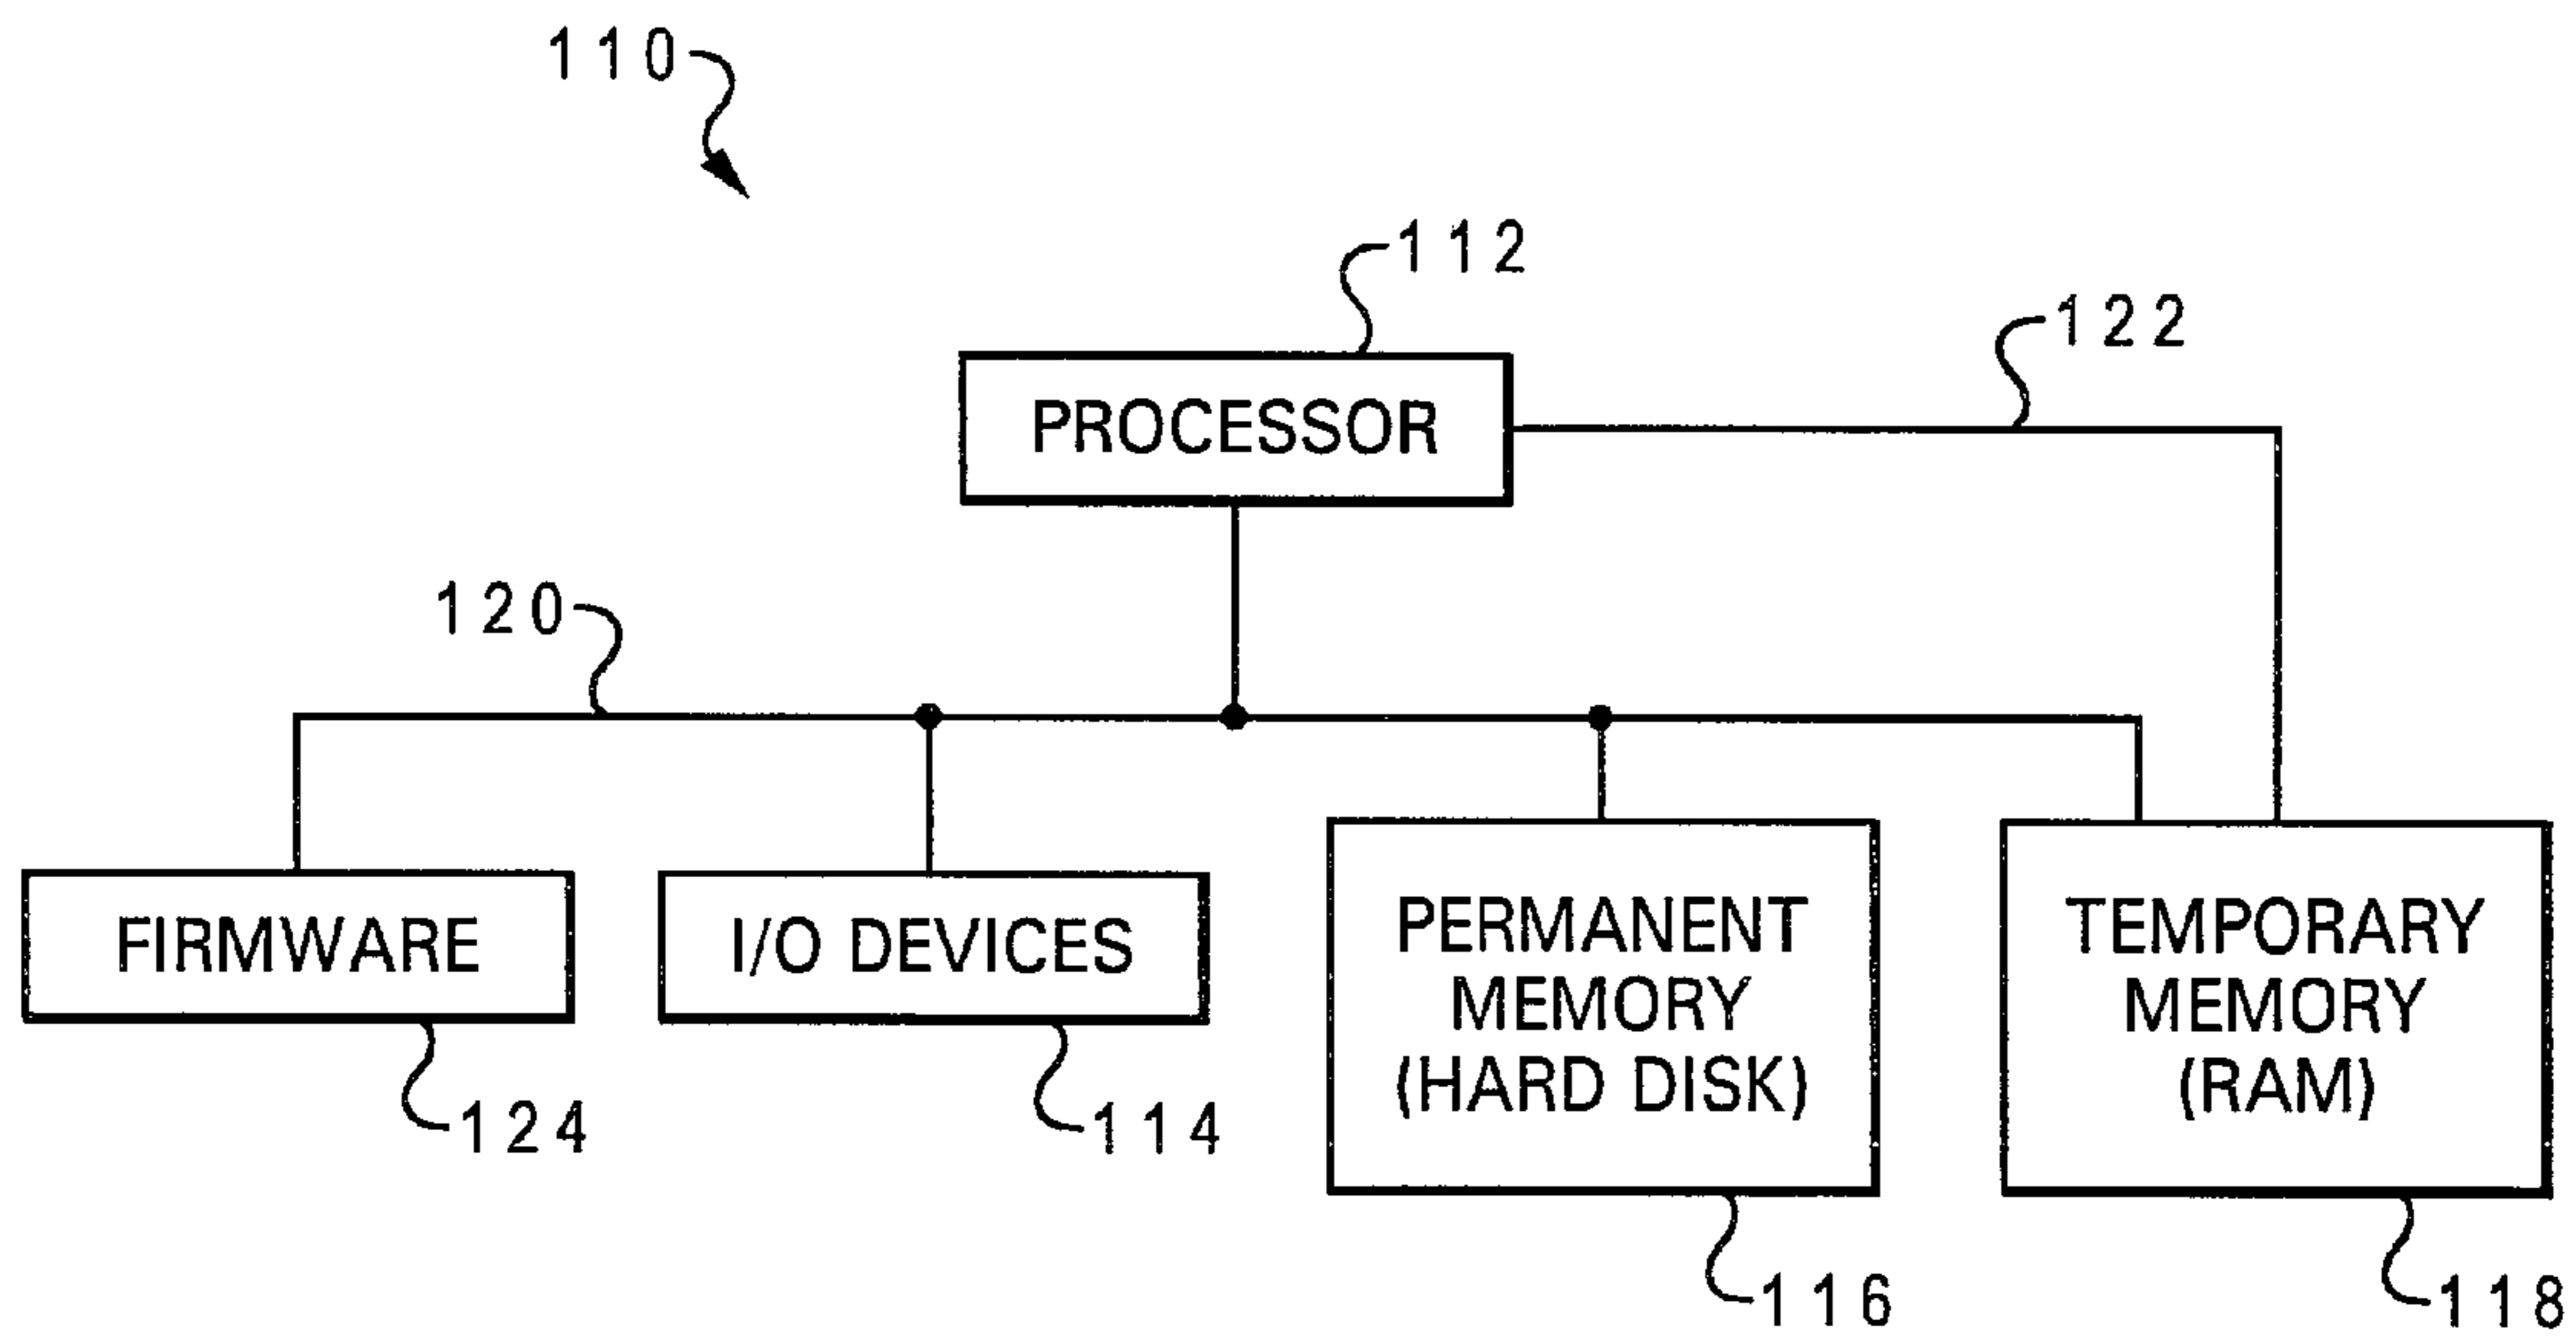 110
112
122
PROCESSOR
120
FIRMWARE
I/O DEVICES
PERMANENT
MEMORY
(HARD DISK)
TEMPORARY
MEMORY
(RAM)
124
114
116
118